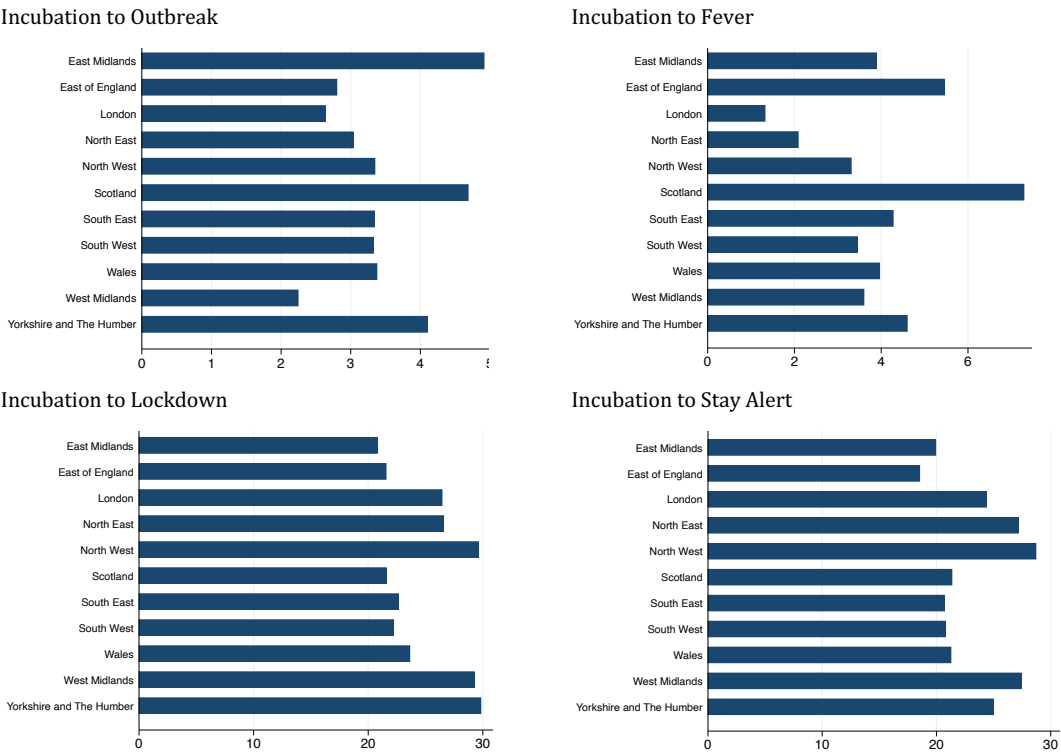 Incubation to Outbreak
East Midlands
East of England
London
North East
North West
Scotland
South East
South West
Wales
West Midlands
Yorkshire and The Humber
0 1 2 3 4
Incubation to Fever
East Midlands
East of England
London
North East
North West
Scotland
South East
South West
Wales
West Midlands
Yorkshire and The Humber
0 2 4 6
Incubation to Lockdown
East Midlands
East of England
London
North East
North West
Scotland
South East
South West
Wales
West Midlands
Yorkshire and The Humber
0 10 20 30
Incubation to Stay Alert
East Midlands
East of England
London
North East
North West
Scotland
South East
South West
Wales
West Midlands
Yorkshire and The Humber
0 10 20 30